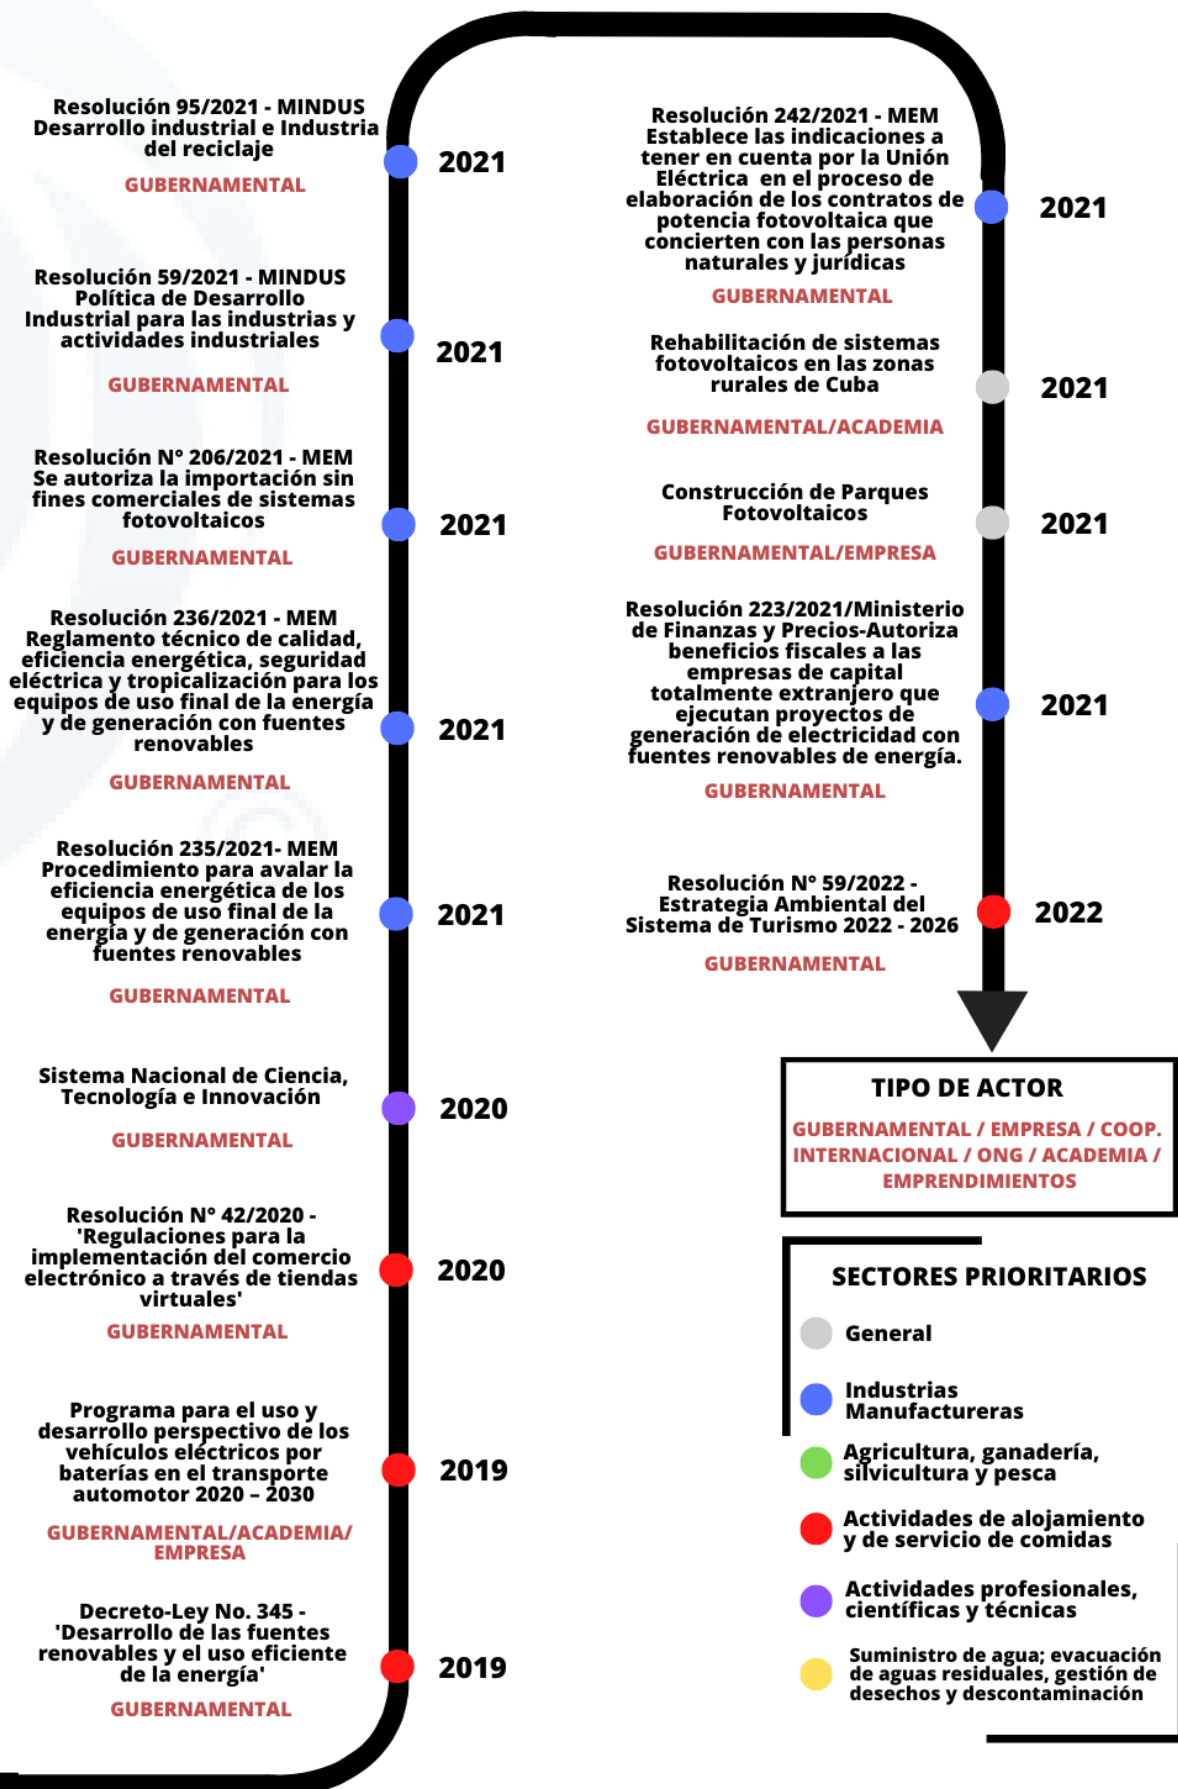 Resolución 95/2021 - MINDUS
Desarrollo industrial e Industria
del reciclaje
GUBERNAMENTAL
2021
Resolución 59/2021 - MINDUS
Política de Desarrollo
Industrial para las industrias y
actividades industriales
GUBERNAMENTAL
2021
Resolución N° 206/2021 - MEM
Se autoriza la importación sin
fines comerciales de sistemas
fotovoltaicos
GUBERNAMENTAL
2021
Resolución 236/2021 - MEM
Reglamento técnico de calidad,
eficiencia energética, seguridad
eléctrica y tropicalización para los
equipos de uso final de la energía
y de generación con fuentes
renovables
GUBERNAMENTAL
2021
Resolución 235/2021- MEM
Procedimiento para avalar la
eficiencia energética de los
equipos de uso final de la
energía y de generación con
fuentes renovables
GUBERNAMENTAL
2021
Sistema Nacional de Ciencia,
Tecnología e Innovación
GUBERNAMENTAL
2020
Resolución N° 42/2020 -
'Regulaciones para la
implementación del comercio
electrónico a través de tiendas
virtuales'
GUBERNAMENTAL
2020
Programa para el uso y
desarrollo perspectivo de los
vehículos eléctricos por
baterías en el transporte
automotor 2020 – 2030
GUBERNAMENTAL/ACADEMIA/
EMPRESA
2019
Decreto-Ley No. 345 -
'Desarrollo de las fuentes
renovables y el uso eficiente
de la energía'
GUBERNAMENTAL
2019
Resolución 242/2021 - MEM
Establece las indicaciones a
tener en cuenta por la Unión
Eléctrica en el proceso de
elaboración de los contratos de
potencia fotovoltaica que
concierten con las personas
naturales y jurídicas
GUBERNAMENTAL
2021
Rehabilitación de sistemas
fotovoltaicos en las zonas
rurales de Cuba
GUBERNAMENTAL/ACADEMIA
2021
Construcción de Parques
Fotovoltaicos
GUBERNAMENTAL/EMPRESA
2021
Resolución 223/2021/Ministerio
de Finanzas y Precios-Autoriza
beneficios fiscales a las
empresas de capital
totalmente extranjero que
ejecutan proyectos de
generación de electricidad con
fuentes renovables de energía.
GUBERNAMENTAL
2021
Resolución N° 59/2022 -
Estrategia Ambiental del
Sistema de Turismo 2022 - 2026
GUBERNAMENTAL
2022
TIPO DE ACTOR
GUBERNAMENTAL / EMPRESA / COOP.
INTERNACIONAL / ONG / ACADEMIA /
EMPRENDIMIENTOS
SECTORES PRIORITARIOS
General
Industrias
Manufactureras
Agricultura, ganadería,
silvicultura y pesca
Actividades de alojamiento
y de servicio de comidas
Actividades profesionales,
científicas y técnicas
Suministro de agua; evacuación
de aguas residuales, gestión de
desechos y descontaminación